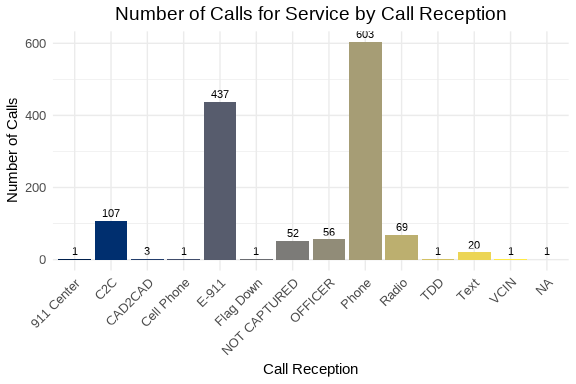 Number of Calls for Service by Call Reception
Number of Calls
600
400
200
0
1
107
3
1
437
1
52
56
603
69
1
20
1
1
911 Center
C2C
CAD2CAD
Cell Phone
E-911
Flag Down
NOT CAPTURED
OFFICER
Phone
Radio
TDD
Text
VCIN
NA
Call Reception